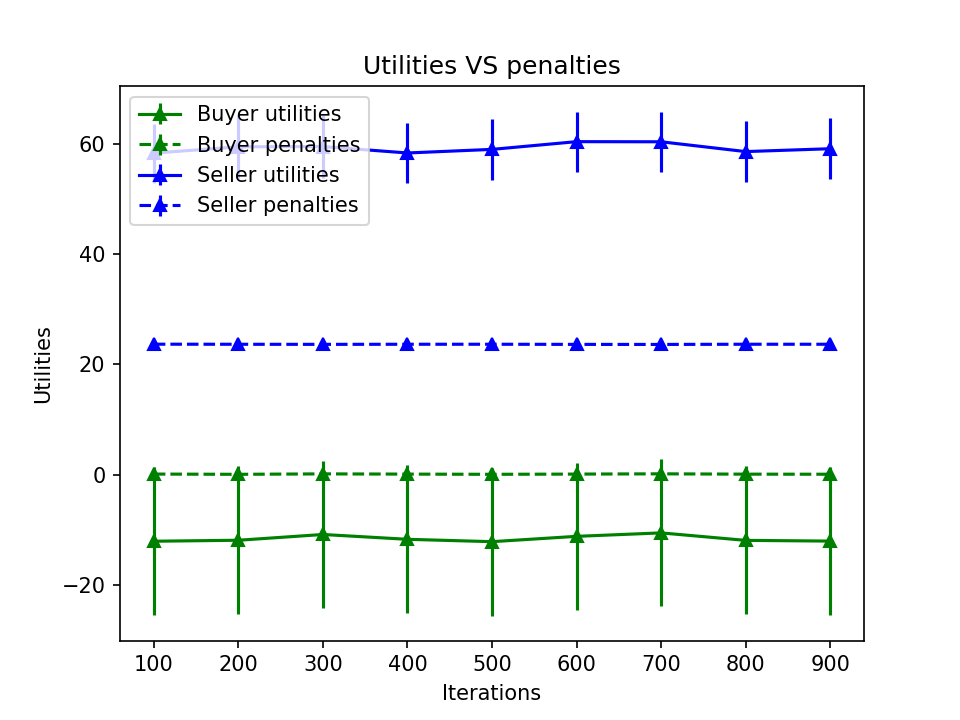 Utilities VS penalties
Buyer utilities
Buyer penalties
Seller utilities
Seller penalties
60
40
20
0
−20
Utilities
100 200 300 400 500 600 700 800 900
Iterations